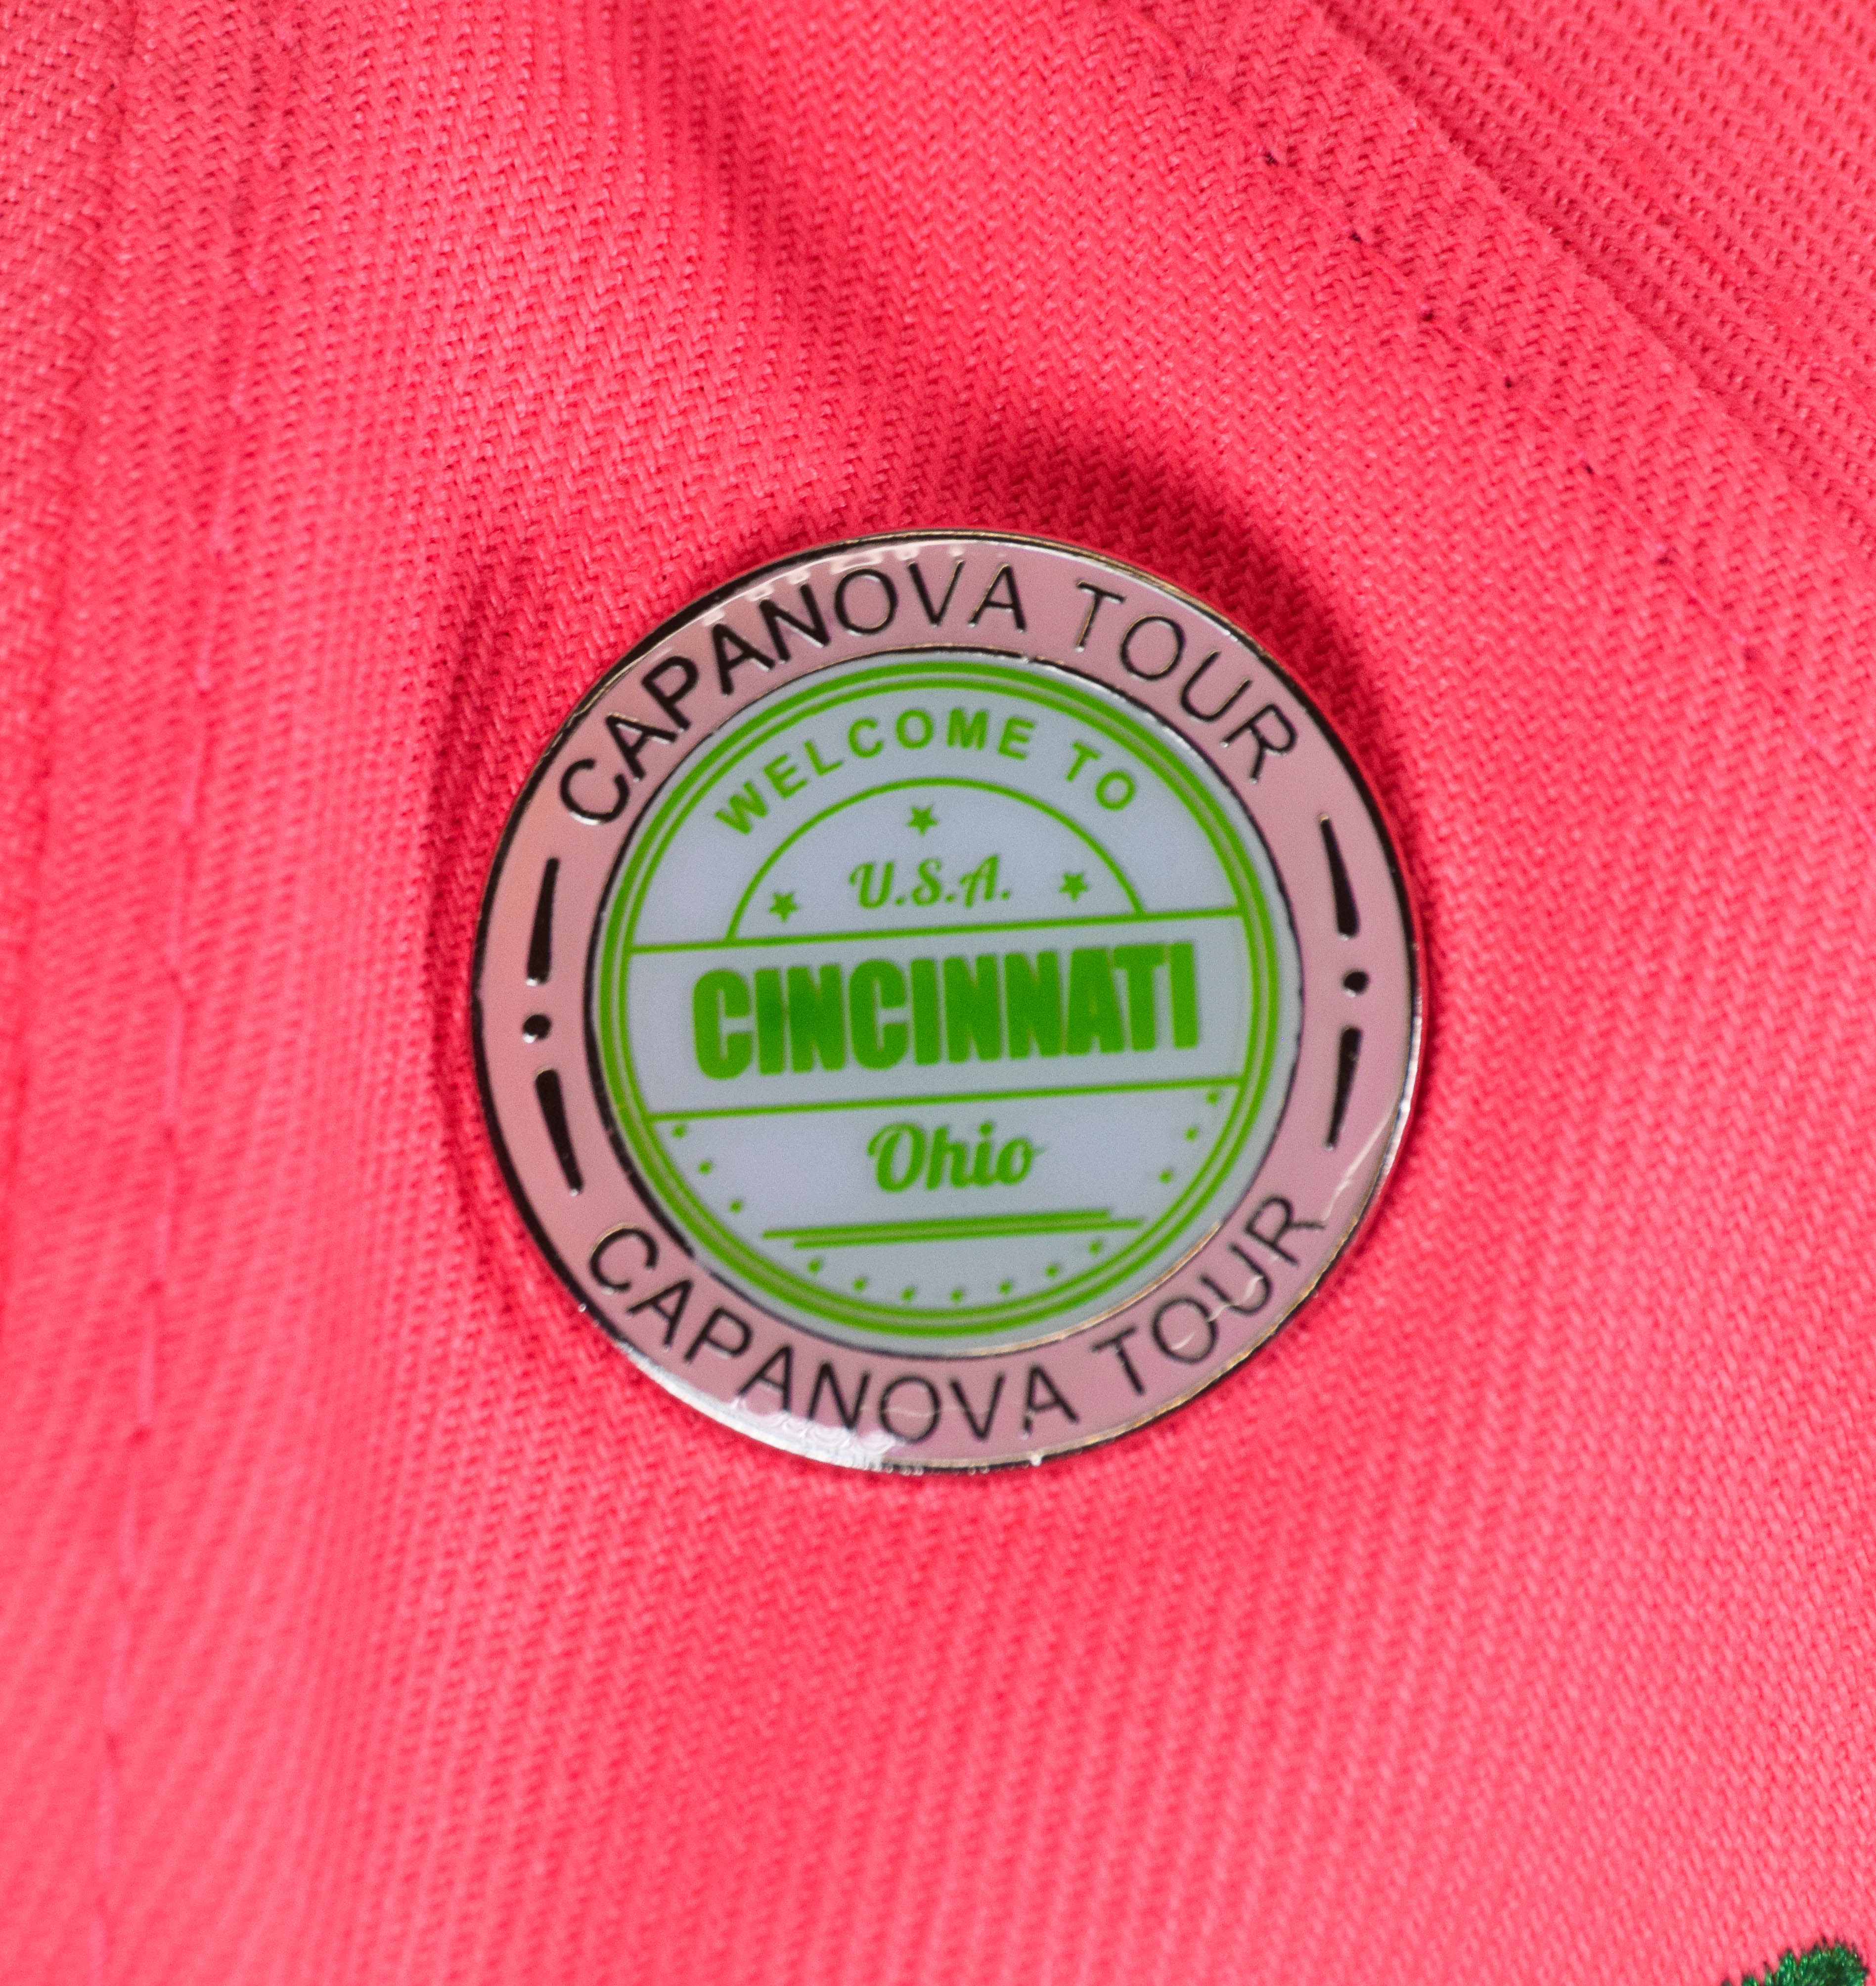 CAPANOVA TOUR
WELCOME TO
U.S.A.
CINCINNATI
Ohio
CAPANOVA TOUR